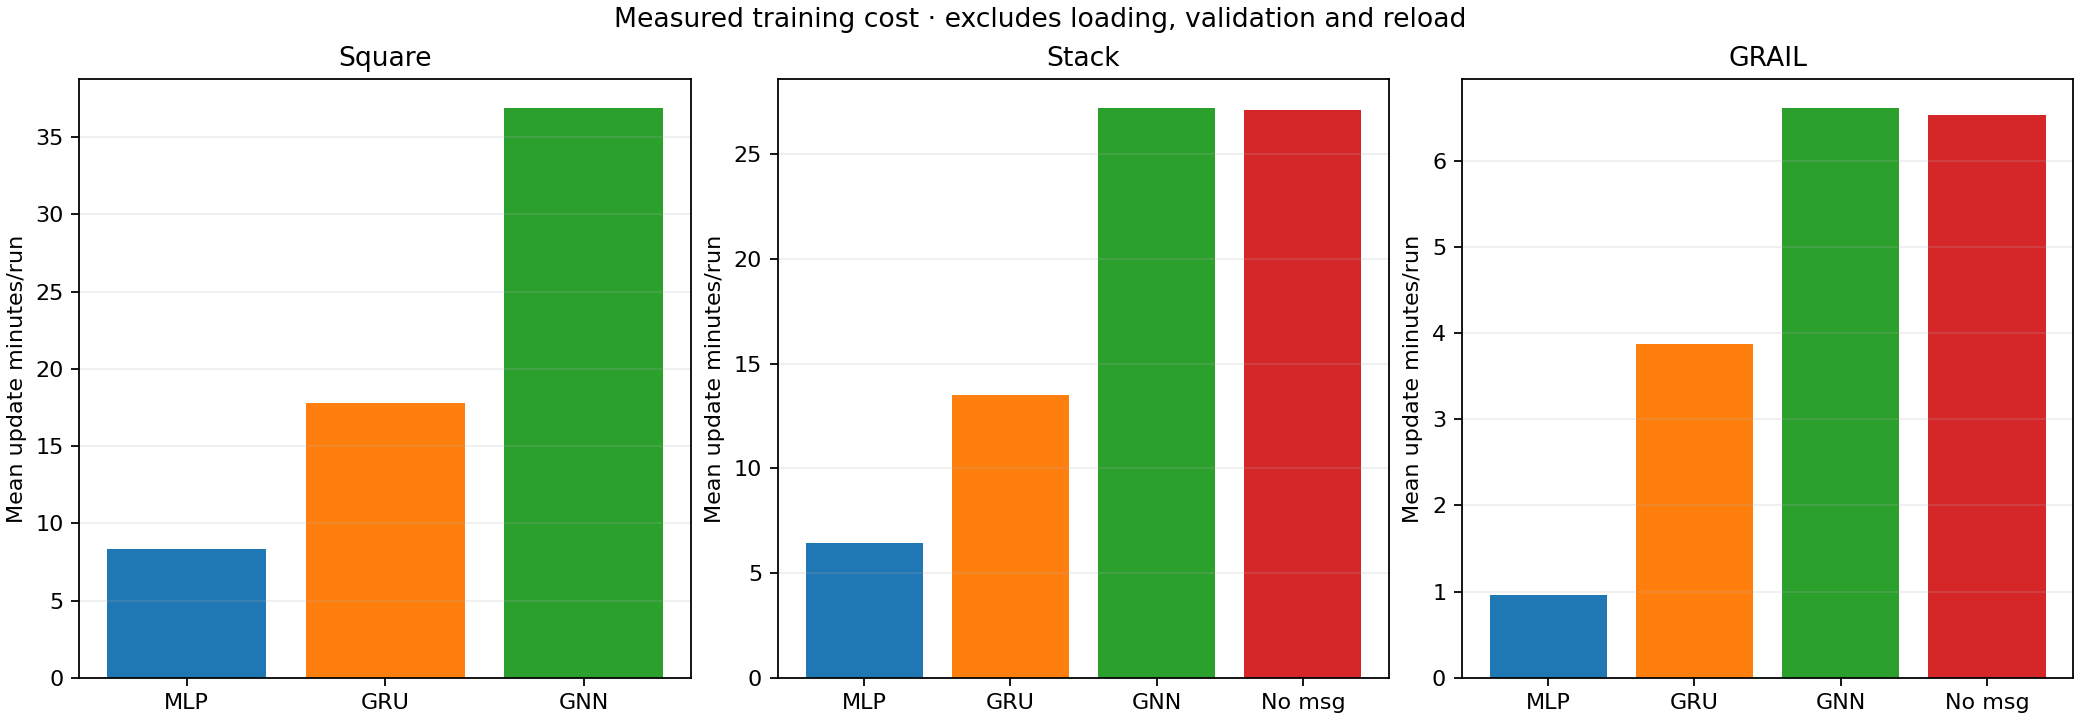 Measured training cost · excludes loading, validation and reload
Square
Mean update minutes/run
35
30
25
20
15
10
5
0
MLP GRU GNN
Stack
Mean update minutes/run
25
20
15
10
5
0
MLP GRU GNN No msg
GRAIL
Mean update minutes/run
6
5
4
3
2
1
0
MLP GRU GNN No msg